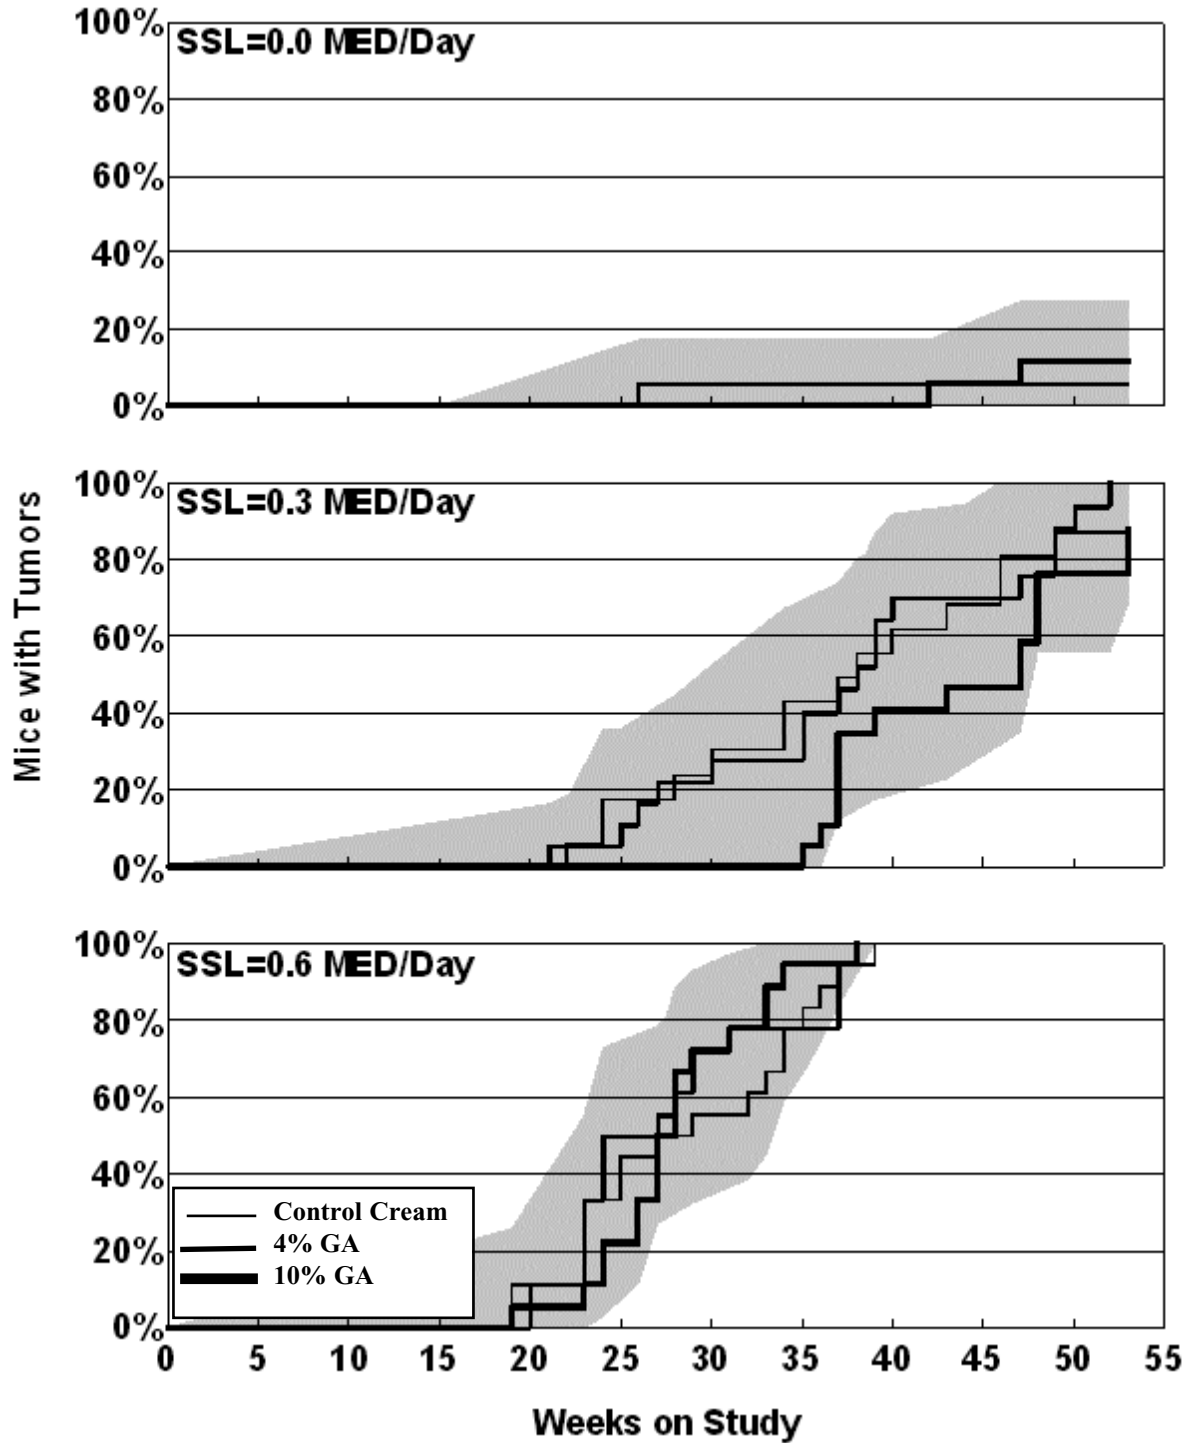 100%
SSL=0.0 MED/Day
80%
60%
40%
20%
0%
Mice with Tumors
100%
SSL=0.3 MED/Day
80%
60%
40%
20%
0%
100%
SSL=0.6 MED/Day
80%
60%
40%
20%
0%
Control Cream
4% GA
10% GA
0 5 10 15 20 25 30 35 40 45 50 55
Weeks on Study